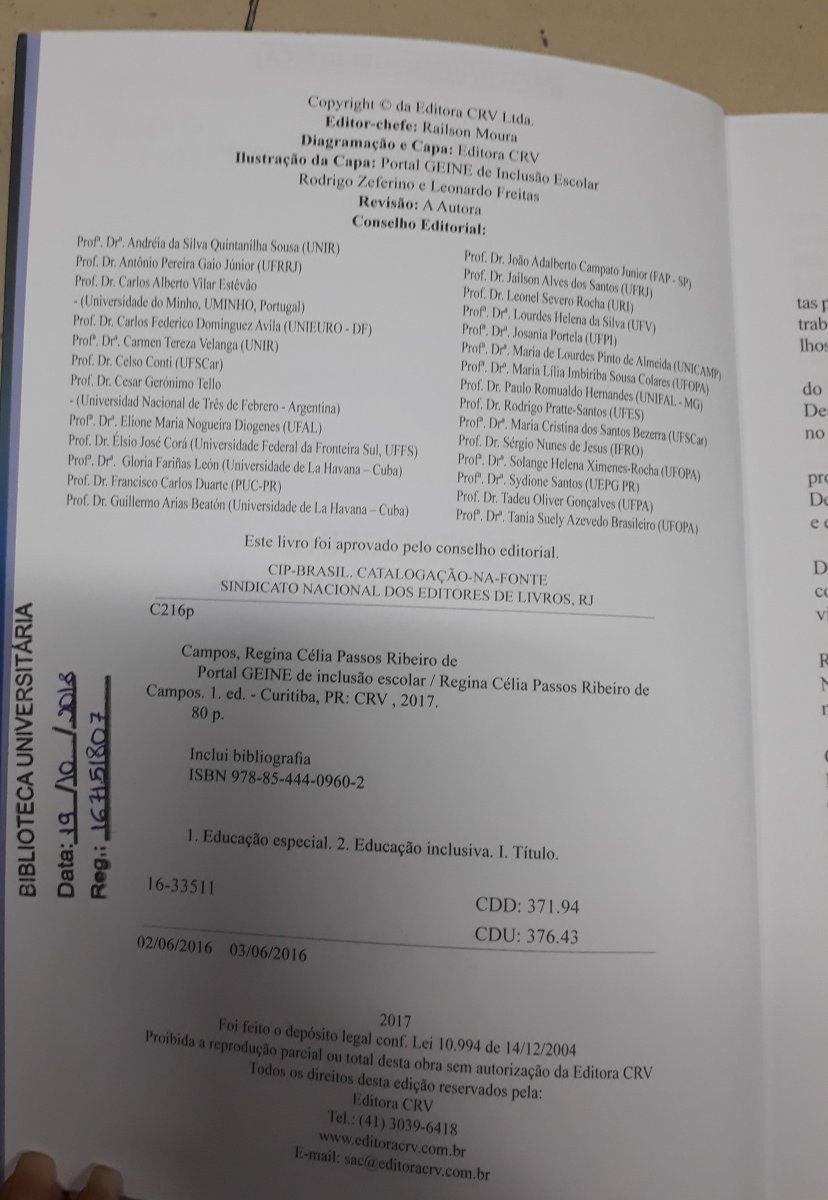 Copyright © da Editora CRV Ltda.
Editor-chefe: Railson Moura
Diagramação e Capa: Editora CRV
Ilustração da Capa: Portal GEINE de Inclusão Escolar
Rodrigo Zeferino e Leonardo Freitas
Revisão: A Autora
Conselho Editorial:
Profª. Drª. Andréia da Silva Quintanilha Sousa (UNIR)
Prof. Dr. Antônio Pereira Gaio Júnior (UFRRJ)
Prof. Dr. Carlos Alberto Vilar Estêvão
- (Universidade do Minho, UMINHO, Portugal)
Prof. Dr. Carlos Federico Dominguez Avila (UNIEURO - DF)
Profª. Drª. Carmen Tereza Velanga (UNIR)
Prof. Dr. Celso Conti (UFSCar)
Prof. Dr. Cesar Gerónimo Tello
- (Universidad Nacional de Três de Febrero - Argentina)
Profª. Drª. Elione Maria Nogueira Diogenes (UFAL)
Prof. Dr. Élsio José Corá (Universidade Federal da Fronteira Sul, UFFS)
Profª. Drª. Gloria Fariñas León (Universidade de La Havana – Cuba)
Prof. Dr. Francisco Carlos Duarte (PUC-PR)
Prof. Dr. Guillermo Arias Beatón (Universidade de La Havana – Cuba)
Prof. Dr. João Adalberto Campato Junior (FAP - SP)
Prof. Dr. Jailson Alves dos Santos (UFRJ)
Prof. Dr. Leonel Severo Rocha (URI)
Profª. Drª. Lourdes Helena da Silva (UFV)
Profª. Drª. Josania Portela (UFPI)
Profª. Drª. Maria de Lourdes Pinto de Almeida (UNICAMP)
Profª. Drª. Maria Lília Imbiriba Sousa Colares (UFOPA)
Prof. Dr. Paulo Romualdo Hernandes (UNIFAL - MG)
Prof. Dr. Rodrigo Pratte-Santos (UFES)
Profª. Drª. Maria Cristina dos Santos Bezerra (UFSCar)
Prof. Dr. Sérgio Nunes de Jesus (IFRO)
Profª. Drª. Solange Helena Ximenes-Rocha (UFOPA)
Profª. Drª. Sydione Santos (UEPG PR)
Prof. Dr. Tadeu Oliver Gonçalves (UFPA)
Profª. Drª. Tania Suely Azevedo Brasileiro (UFOPA)
Este livro foi aprovado pelo conselho editorial.
CIP-BRASIL. CATALOGAÇÃO-NA-FONTE
SINDICATO NACIONAL DOS EDITORES DE LIVROS, RJ
C216p
Campos, Regina Célia Passos Ribeiro de
Portal GEINE de inclusão escolar / Regina Célia Passos Ribeiro de
Campos. 1. ed. - Curitiba, PR: CRV , 2017.
80 p.
Inclui bibliografia
ISBN 978-85-444-0960-2
1. Educação especial. 2. Educação inclusiva. I. Título.
16-33511
CDD: 371.94
CDU: 376.43
02/06/2016 03/06/2016
2017
Foi feito o depósito legal conf. Lei 10.994 de 14/12/2004
Proibida a reprodução parcial ou total desta obra sem autorização da Editora CRV
Todos os direitos desta edição reservados pela:
Editora CRV
Tel.: (41) 3039-6418
www.editoracrv.com.br
E-mail: sac@editoracrv.com.br
BIBLIOTECA UNIVERSITÁRIA
Data: 19/10/2018
Reg.: 167151807
tas p
trab
lhos
do
De
no
pre
De
e
D
co
vi
R
N